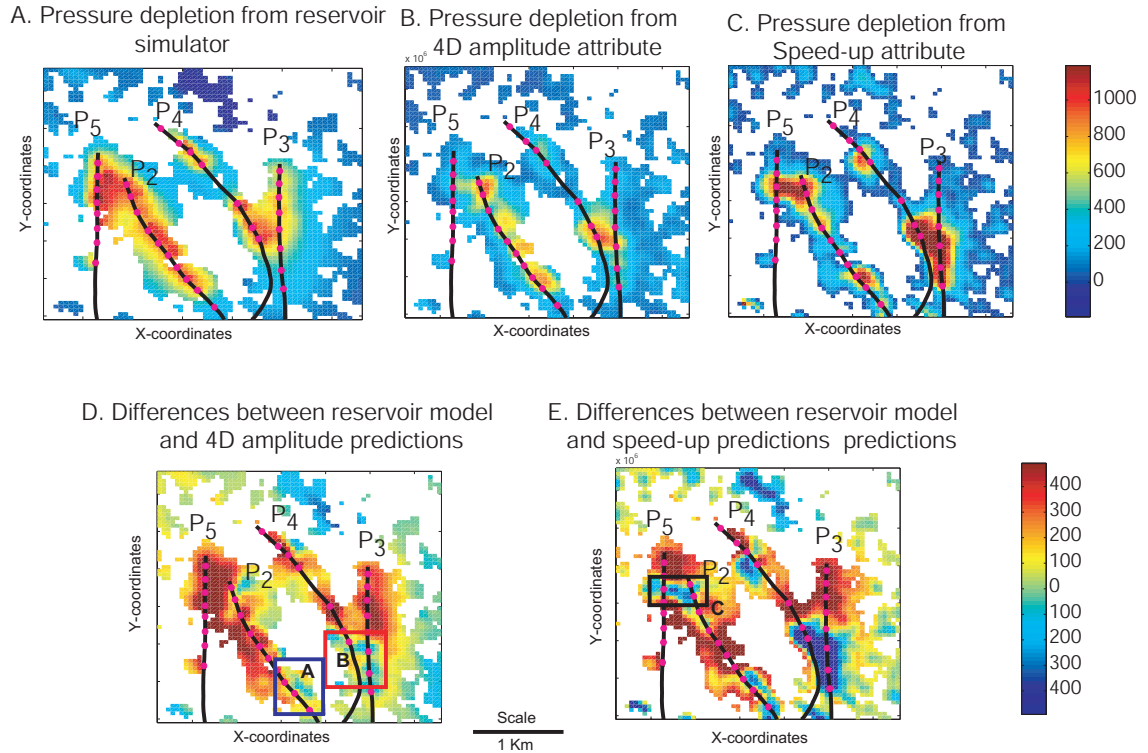 A. Pressure depletion from reservoir
simulator
B. Pressure depletion from
4D amplitude attribute
C. Pressure depletion from
Speed-up attribute
x 10⁶
P5
P4
P3
P2
Y-coordinates
X-coordinates
P5
P4
P3
P2
Y-coordinates
X-coordinates
P5
P4
P3
P2
Y-coordinates
X-coordinates
1000
800
600
400
200
0
D. Differences between reservoir model
and 4D amplitude predictions
E. Differences between reservoir model
and speed-up predictions predictions
x 10⁶
P5
P4
P3
P2
A
B
Y-coordinates
X-coordinates
Scale
1 Km
P5
P4
P3
P2
C
Y-coordinates
X-coordinates
400
300
200
100
0
100
200
300
400